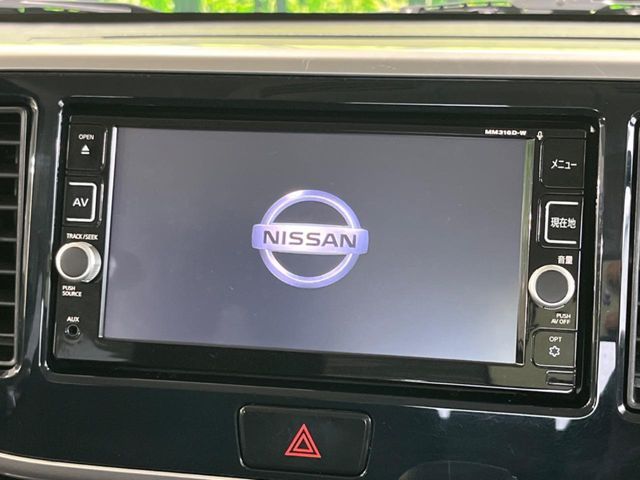 MM316D-W
OPEN
メニュー
AV
現在地
TRACK/SEEK
NISSAN
音量
PUSH
SOURCE
PUSH
AV OFF
AUX
OPT